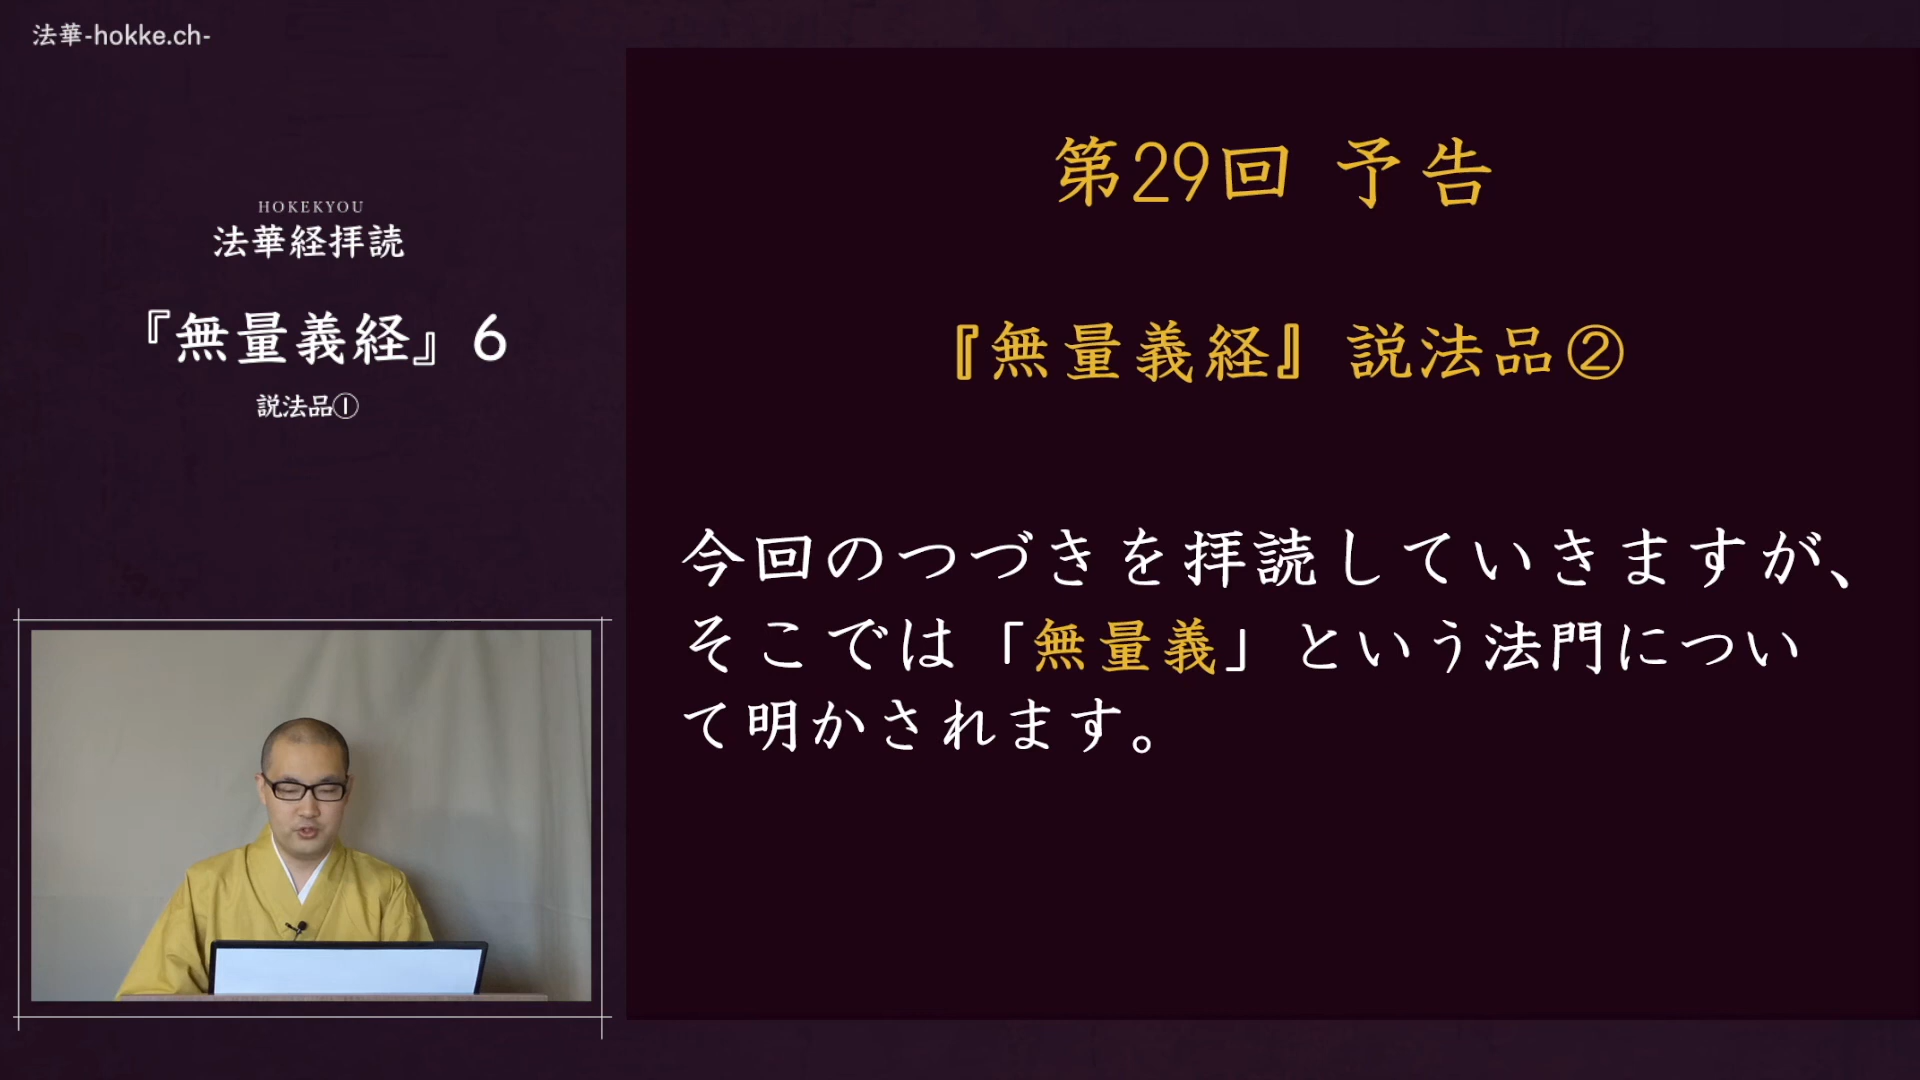 法華-hokke.ch-
HOKEKYOU
法華経拝読
『無量義経』6
説法品①
第29回 予告
『無量義経』説法品②
今回のつづきを拝読していきますが、
そこでは「無量義」という法門につい
て明かされます。